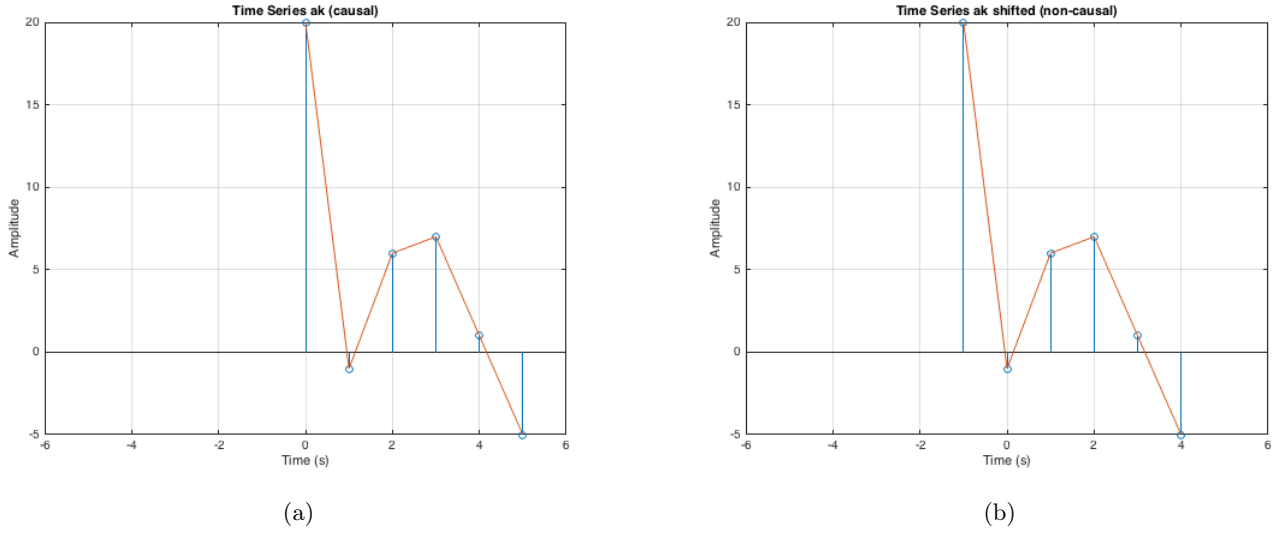 Time Series ak (causal)
20
15
10
5
0
-5
Amplitude
-6 -4 -2 0 2 4 6
Time (s)
(a)
Time Series ak shifted (non-causal)
20
15
10
5
0
-5
Amplitude
-6 -4 -2 0 2 4 6
Time (s)
(b)